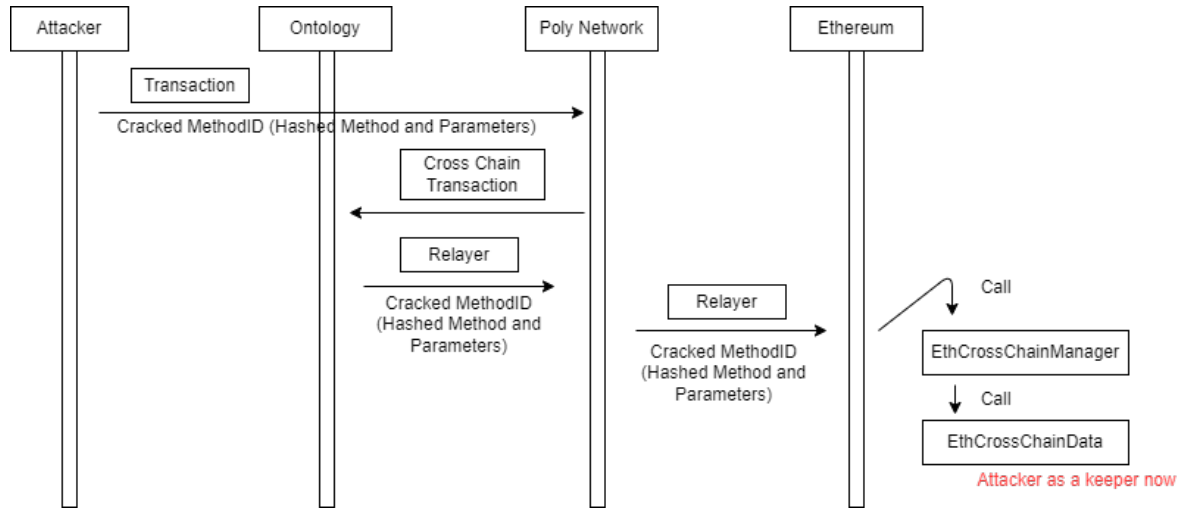 Attacker
Ontology
Poly Network
Ethereum
Transaction
Cracked MethodID (Hashed Method and Parameters)
Cross Chain
Transaction
Relayer
Cracked MethodID
(Hashed Method and
Parameters)
Relayer
Cracked MethodID
(Hashed Method and
Parameters)
Call
EthCrossChainManager
Call
EthCrossChainData
Attacker as a keeper now